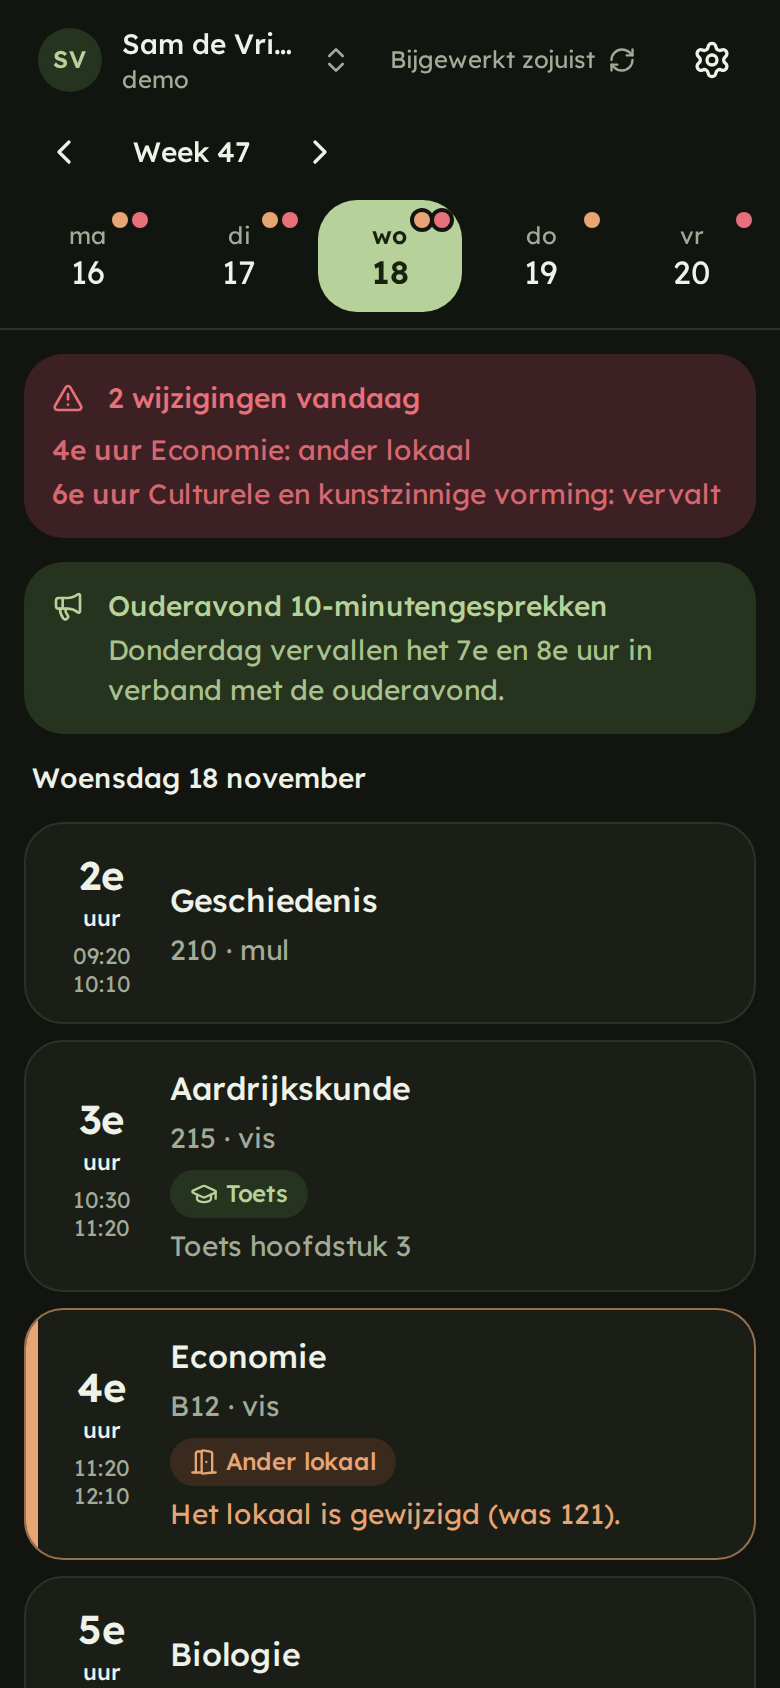 SV
Sam de Vri...
demo
Bijgewerkt zojuist
Week 47
ma
16
di
17
wo
18
do
19
vr
20
2 wijzigingen vandaag
4e uur Economie: ander lokaal
6e uur Culturele en kunstzinnige vorming: vervalt
Ouderavond 10-minutengesprekken
Donderdag vervallen het 7e en 8e uur in
verband met de ouderavond.
Woensdag 18 november
2e
uur
09:20
10:10
Geschiedenis
210 · mul
3e
uur
10:30
11:20
Aardrijkskunde
215 · vis
Toets
Toets hoofdstuk 3
4e
uur
11:20
12:10
Economie
B12 · vis
Ander lokaal
Het lokaal is gewijzigd (was 121).
5e
uur
Biologie